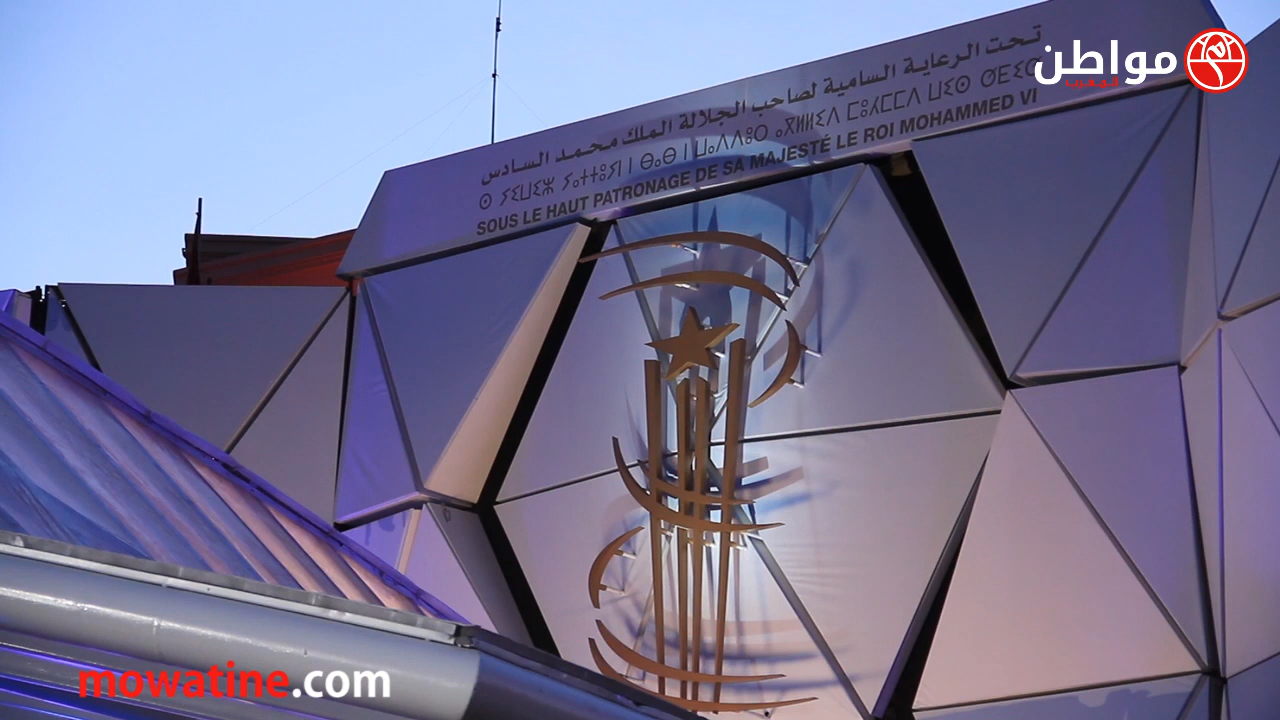 مواطن
تحت الرعاية السامية لصاحب الجلالة الملك محمد السادس
SOUS LE HAUT PATRONAGE DE SA MAJESTÉ LE ROI MOHAMMED VI
mowatine.com